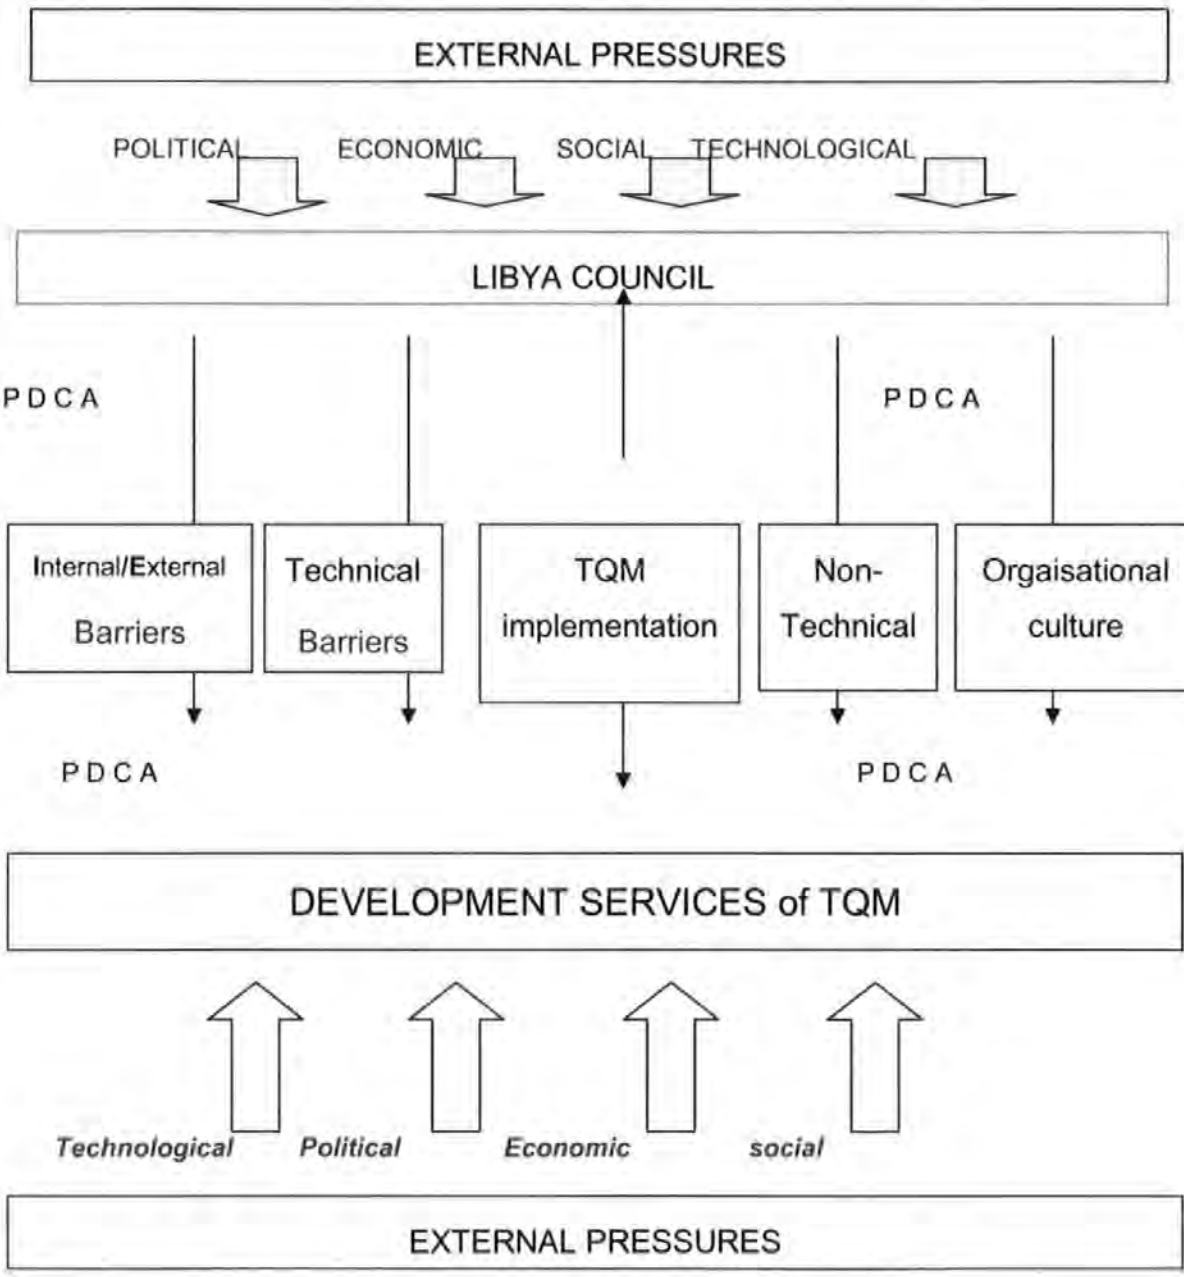 EXTERNAL PRESSURES
POLITICAL ECONOMIC SOCIAL TECHNOLOGICAL
LIBYA COUNCIL
P D C A P D C A
Internal/External
Barriers
Technical
Barriers
TQM
implementation
Non-
Technical
Orgaisational
culture
P D C A P D C A
DEVELOPMENT SERVICES of TQM
Technological Political Economic social
EXTERNAL PRESSURES